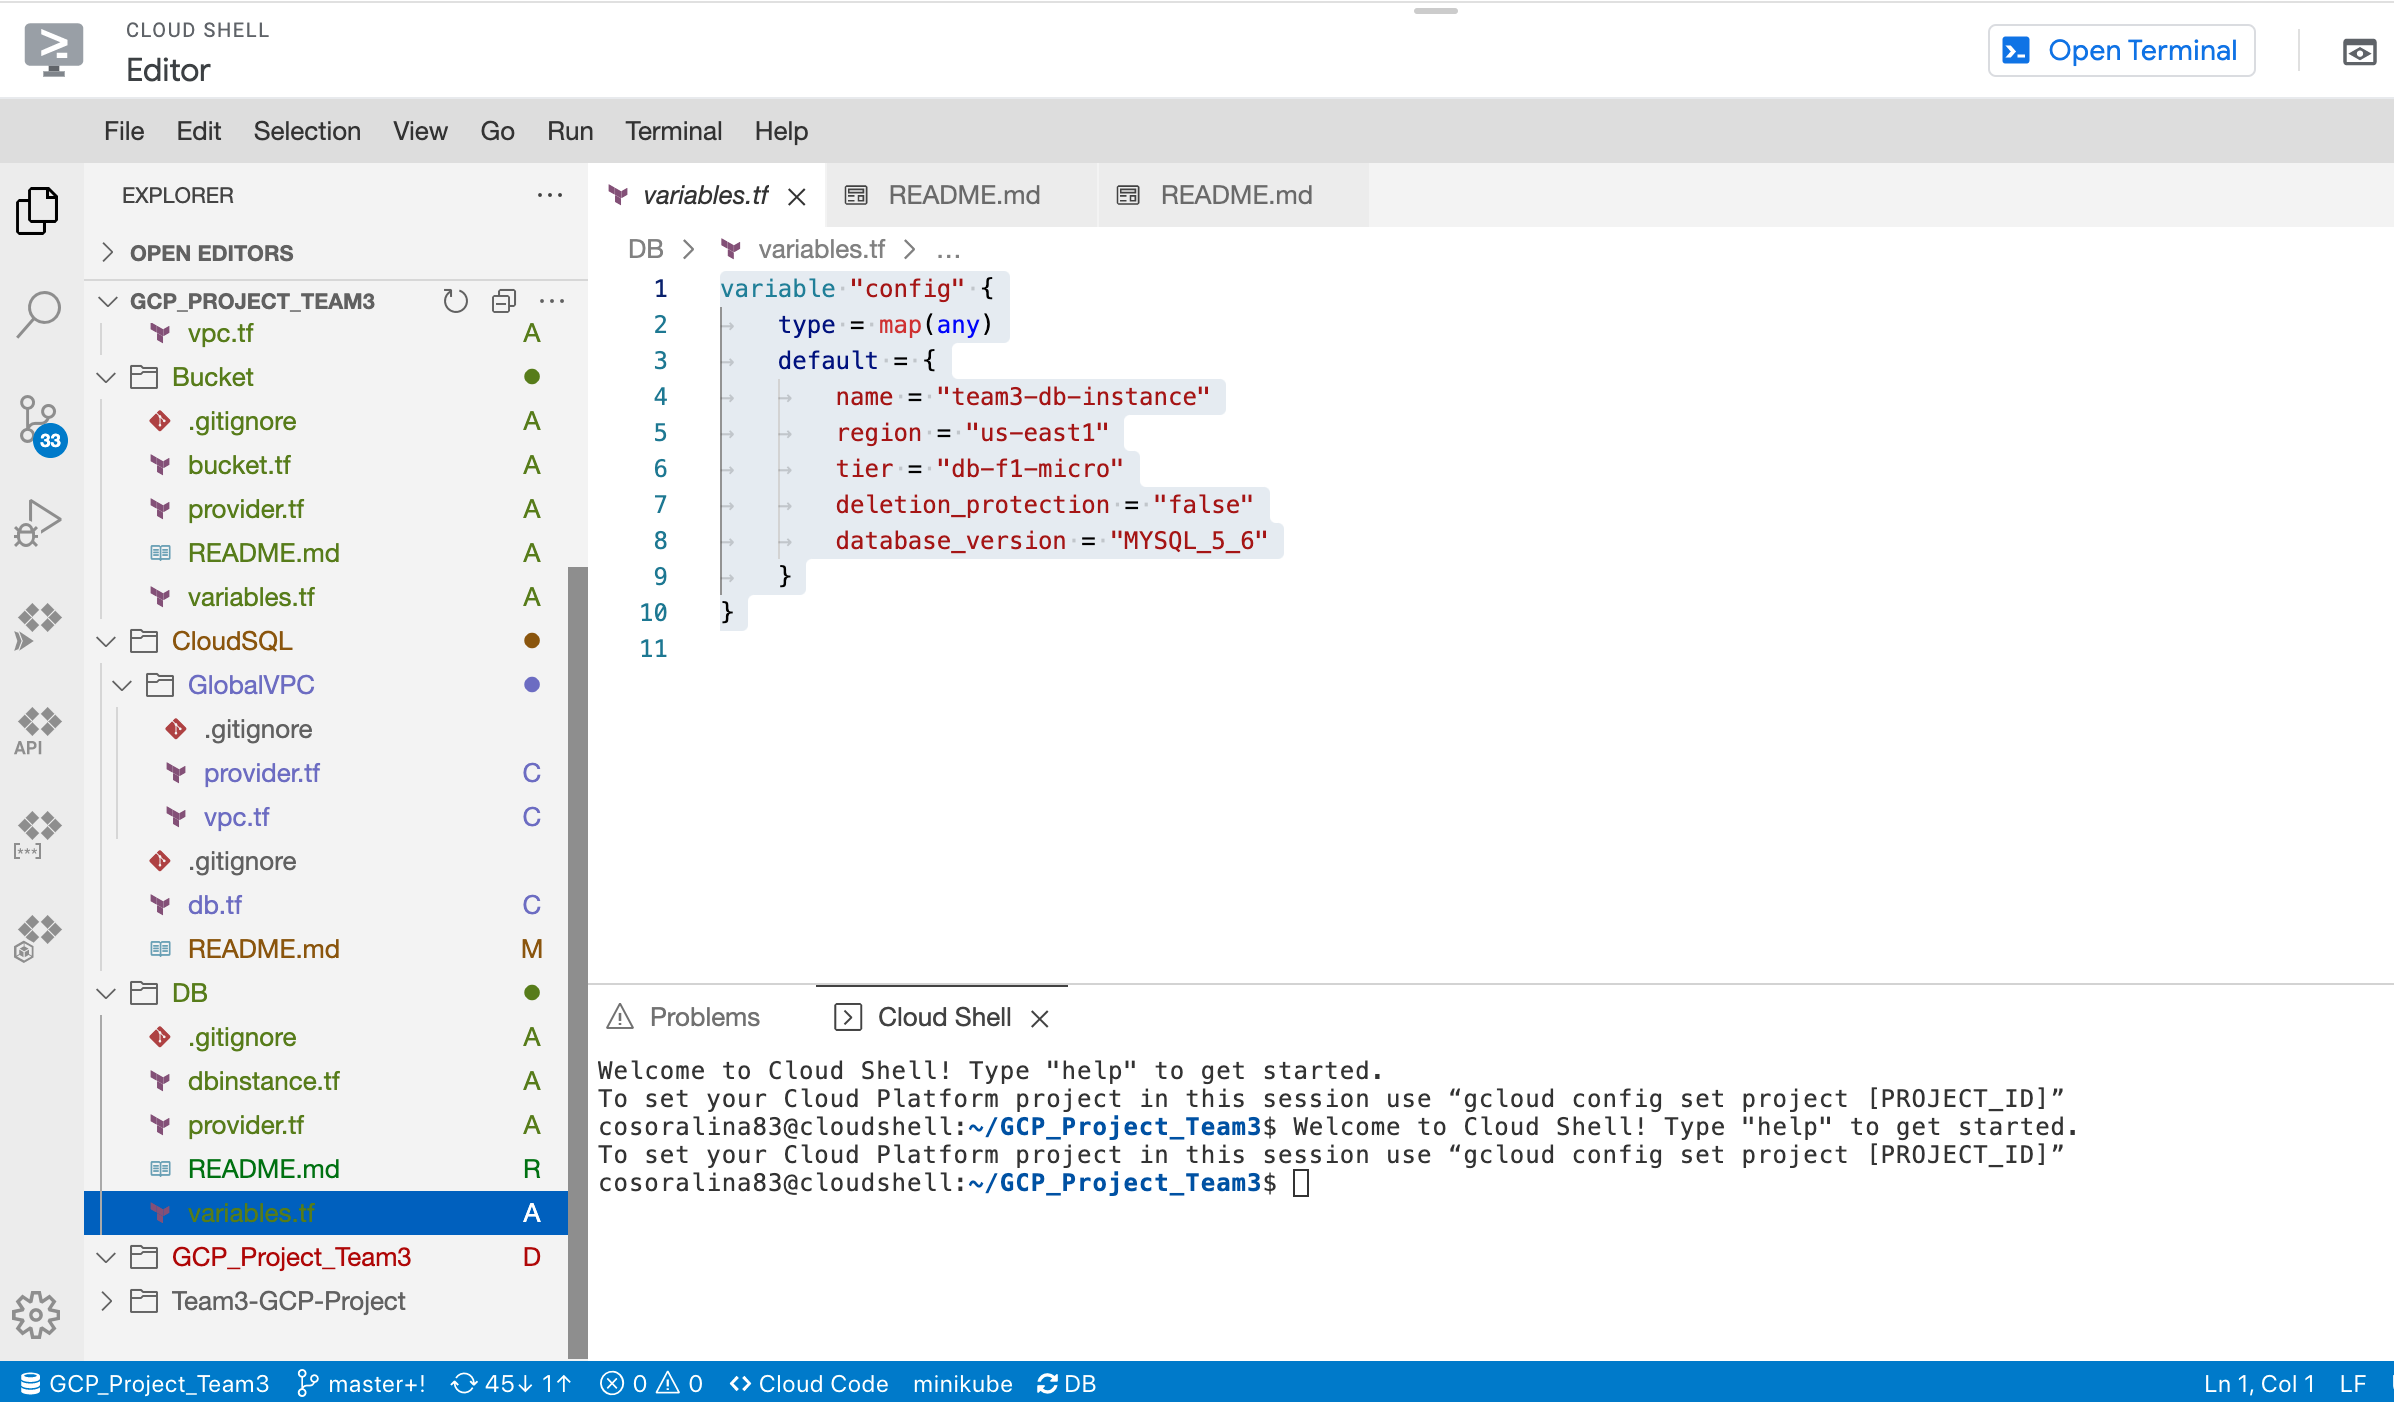 CLOUD SHELL
Editor
Open Terminal
File Edit Selection View Go Run Terminal Help
EXPLORER
OPEN EDITORS
GCP_PROJECT_TEAM3
vpc.tf A
Bucket
.gitignore A
bucket.tf A
provider.tf A
README.md A
variables.tf A
CloudSQL
GlobalVPC
.gitignore
provider.tf C
vpc.tf C
.gitignore
db.tf C
README.md M
DB
.gitignore A
dbinstance.tf A
provider.tf A
README.md R
variables.tf A
GCP_Project_Team3 D
Team3-GCP-Project
33
API
[***]
variables.tf README.md README.md
DB > variables.tf > ...
1 variable "config" {
2 type = map(any)
3 default = {
4 name = "team3-db-instance"
5 region = "us-east1"
6 tier = "db-f1-micro"
7 deletion_protection = "false"
8 database_version = "MYSQL_5_6"
9 }
10 }
11
Problems Cloud Shell
Welcome to Cloud Shell! Type "help" to get started.
To set your Cloud Platform project in this session use “gcloud config set project [PROJECT_ID]”
cosoralina83@cloudshell:~/GCP_Project_Team3$ Welcome to Cloud Shell! Type "help" to get started.
To set your Cloud Platform project in this session use “gcloud config set project [PROJECT_ID]”
cosoralina83@cloudshell:~/GCP_Project_Team3$
GCP_Project_Team3 master+! 45↓ 1↑ 0 0 <> Cloud Code minikube DB Ln 1, Col 1 LF